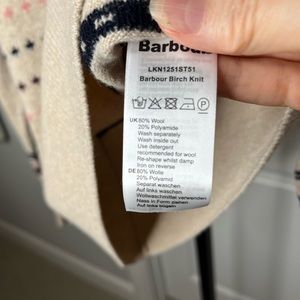 Barbour
LKN1251ST51
Barbour Birch Knit
P
UK 80% Wool
20% Polyamide
Wash separately
Wash inside out
Use detergent
recommended for wool
Re-shape whilst damp
Iron on reverse
DE 80% Wolle
20% Polyamid
Separat waschen
Auf links waschen
Wollwaschmittel verwenden
Nass in Form ziehen
Auf links bügeln